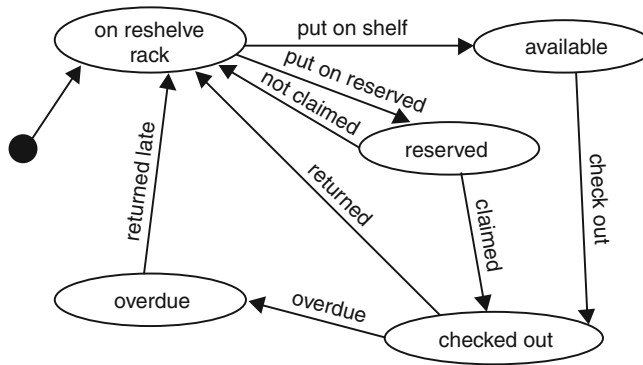 on reshelve
rack
put on shelf
available
put on reserved
not claimed
reserved
check out
returned late
returned
claimed
overdue
overdue
checked out